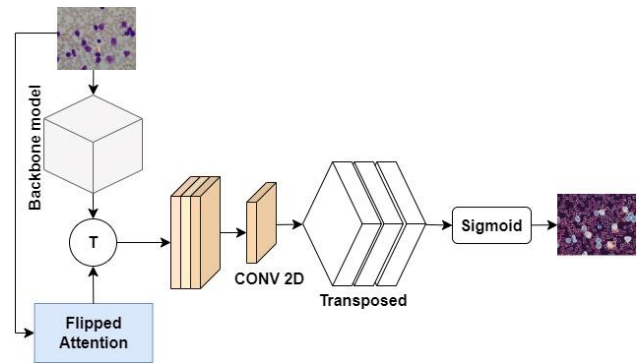 Backbone model
T
Flipped
Attention
CONV 2D
Transposed
Sigmoid